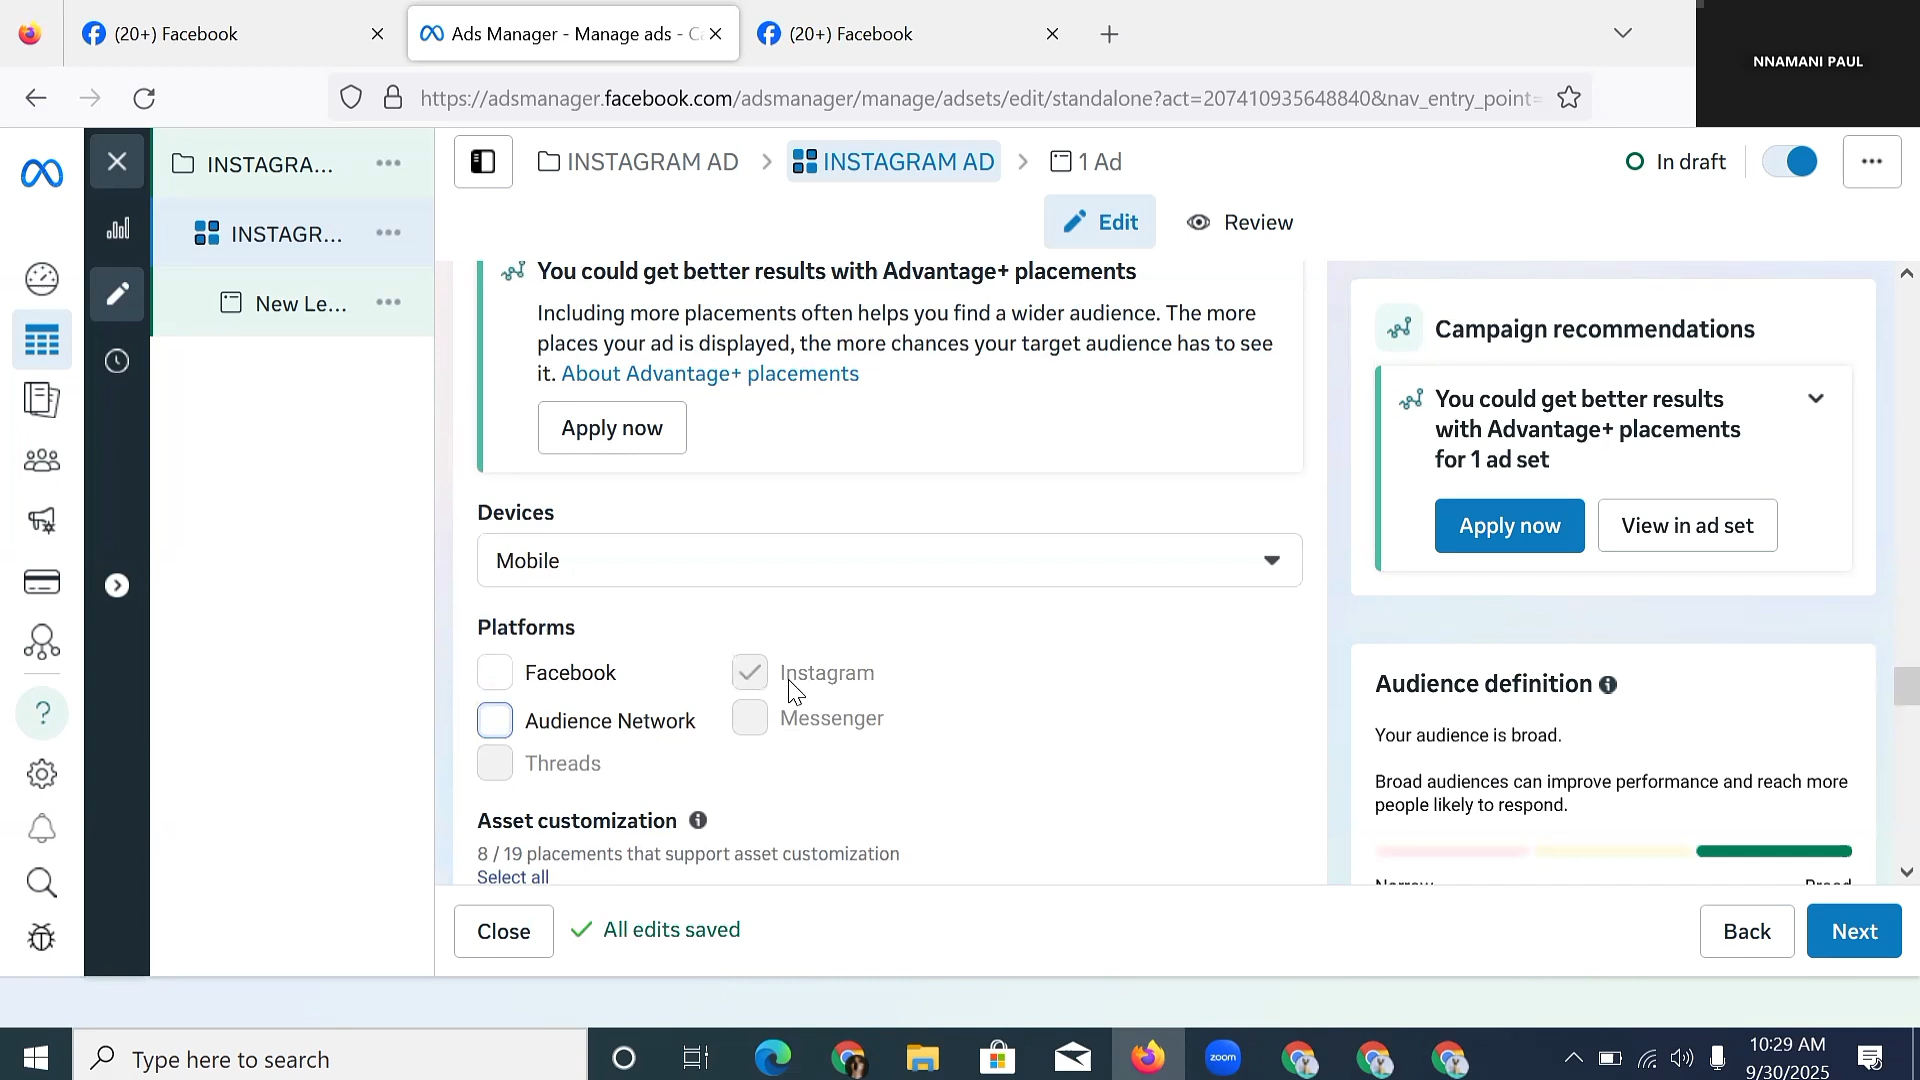 (20+) Facebook
Ads Manager - Manage ads - C
(20+) Facebook
NNAMANI PAUL
https://adsmanager.facebook.com/adsmanager/manage/adsets/edit/standalone?act=207410935648840&nav_entry_point=
INSTAGRA...
INSTAGR...
New Le...
INSTAGRAM AD
INSTAGRAM AD
1 Ad
In draft
Edit
Review
You could get better results with Advantage+ placements
Including more placements often helps you find a wider audience. The more
places your ad is displayed, the more chances your target audience has to see
it. About Advantage+ placements
Apply now
Devices
Mobile
Platforms
Facebook
Instagram
Audience Network
Messenger
Threads
Asset customization
8 / 19 placements that support asset customization
Select all
Campaign recommendations
You could get better results
with Advantage+ placements
for 1 ad set
Apply now
View in ad set
Audience definition
Your audience is broad.
Broad audiences can improve performance and reach more
people likely to respond.
Narrow
Broad
Close
All edits saved
Back
Next
Type here to search
zoom
10:29 AM
9/30/2025